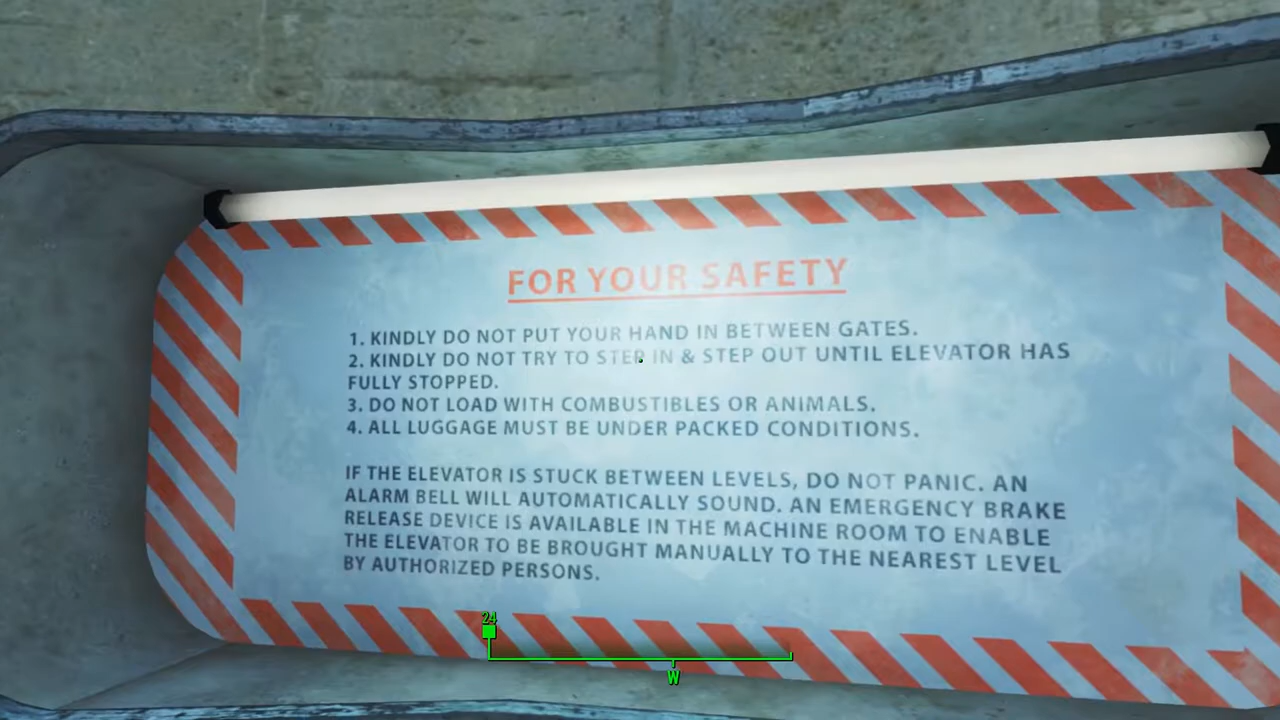 FOR YOUR SAFETY
1. KINDLY DO NOT PUT YOUR HAND IN BETWEEN GATES.
2. KINDLY DO NOT TRY TO STEP IN & STEP OUT UNTIL ELEVATOR HAS
FULLY STOPPED.
3. DO NOT LOAD WITH COMBUSTIBLES OR ANIMALS.
4. ALL LUGGAGE MUST BE UNDER PACKED CONDITIONS.
IF THE ELEVATOR IS STUCK BETWEEN LEVELS, DO NOT PANIC. AN
ALARM BELL WILL AUTOMATICALLY SOUND. AN EMERGENCY BRAKE
RELEASE DEVICE IS AVAILABLE IN THE MACHINE ROOM TO ENABLE
THE ELEVATOR TO BE BROUGHT MANUALLY TO THE NEAREST LEVEL
BY AUTHORIZED PERSONS.
24
W